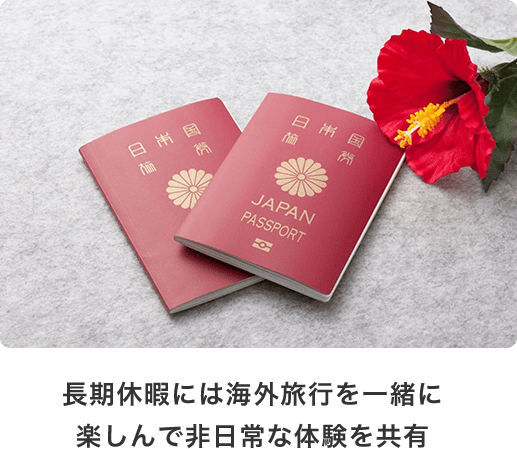 日本国
旅券
日本国
旅券
JAPAN
PASSPORT
長期休暇には海外旅行を一緒に
楽しんで非日常な体験を共有